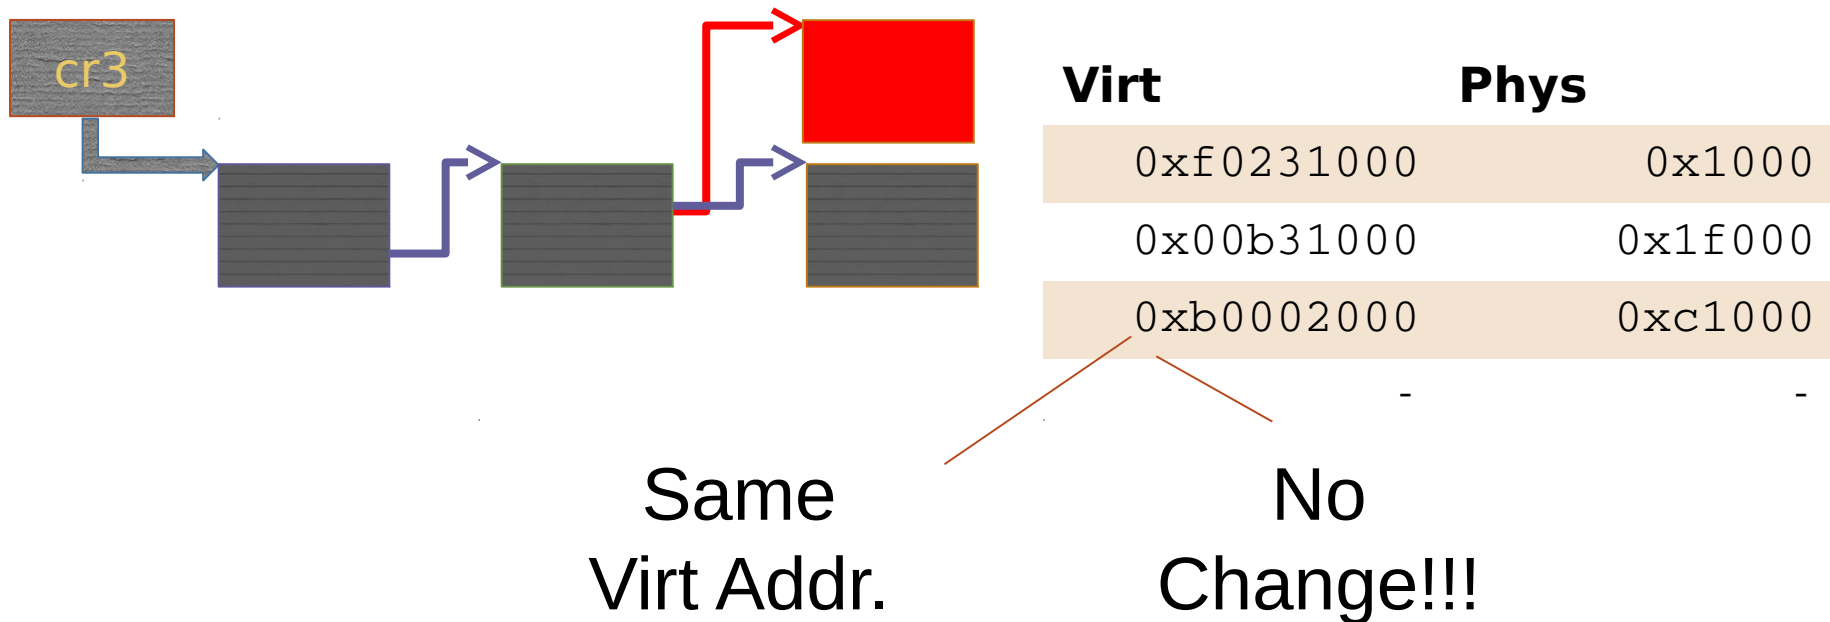 cr3
Virt Phys
0xf0231000 0x1000
0x00b31000 0x1f000
0xb0002000 0xc1000
- -
Same
Virt Addr.
No
Change!!!